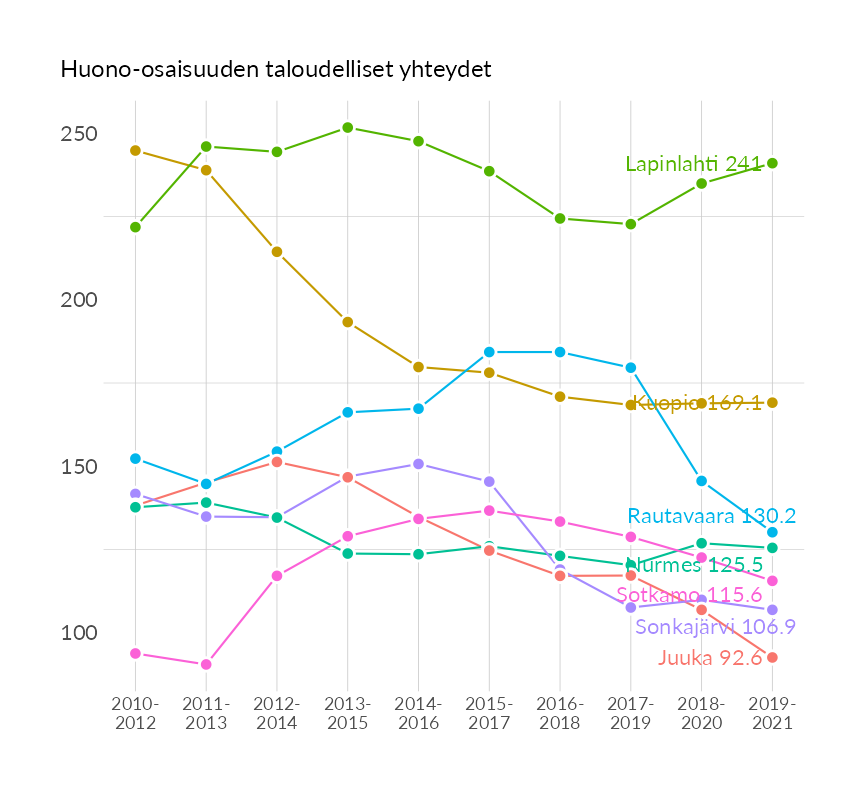 Huono-osaisuuden taloudelliset yhteydet
250
Lapinlahti 241
200
Kuopio 169.1
150
Rautavaara 130.2
Nurmes 125.5
Sotkamo 115.6
Sonkajärvi 106.9
100
Juuka 92.6
2010- 2011- 2012- 2013- 2014- 2015- 2016- 2017- 2018- 2019-
2012 2013 2014 2015 2016 2017 2018 2019 2020 2021